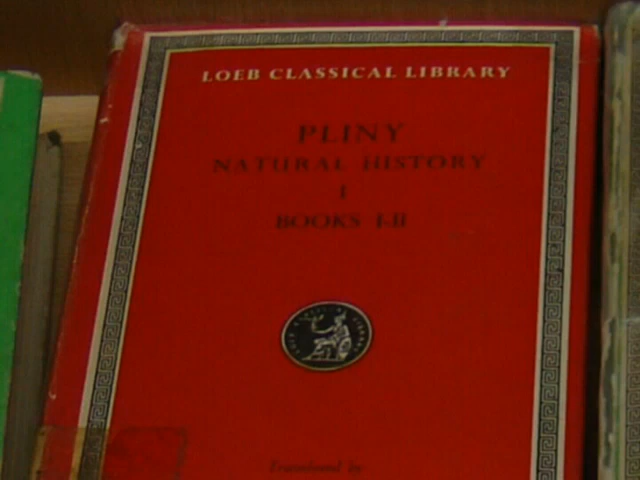 LOEB CLASSICAL LIBRARY
PLINY
NATURAL HISTORY
I
BOOKS I-II
Translated by